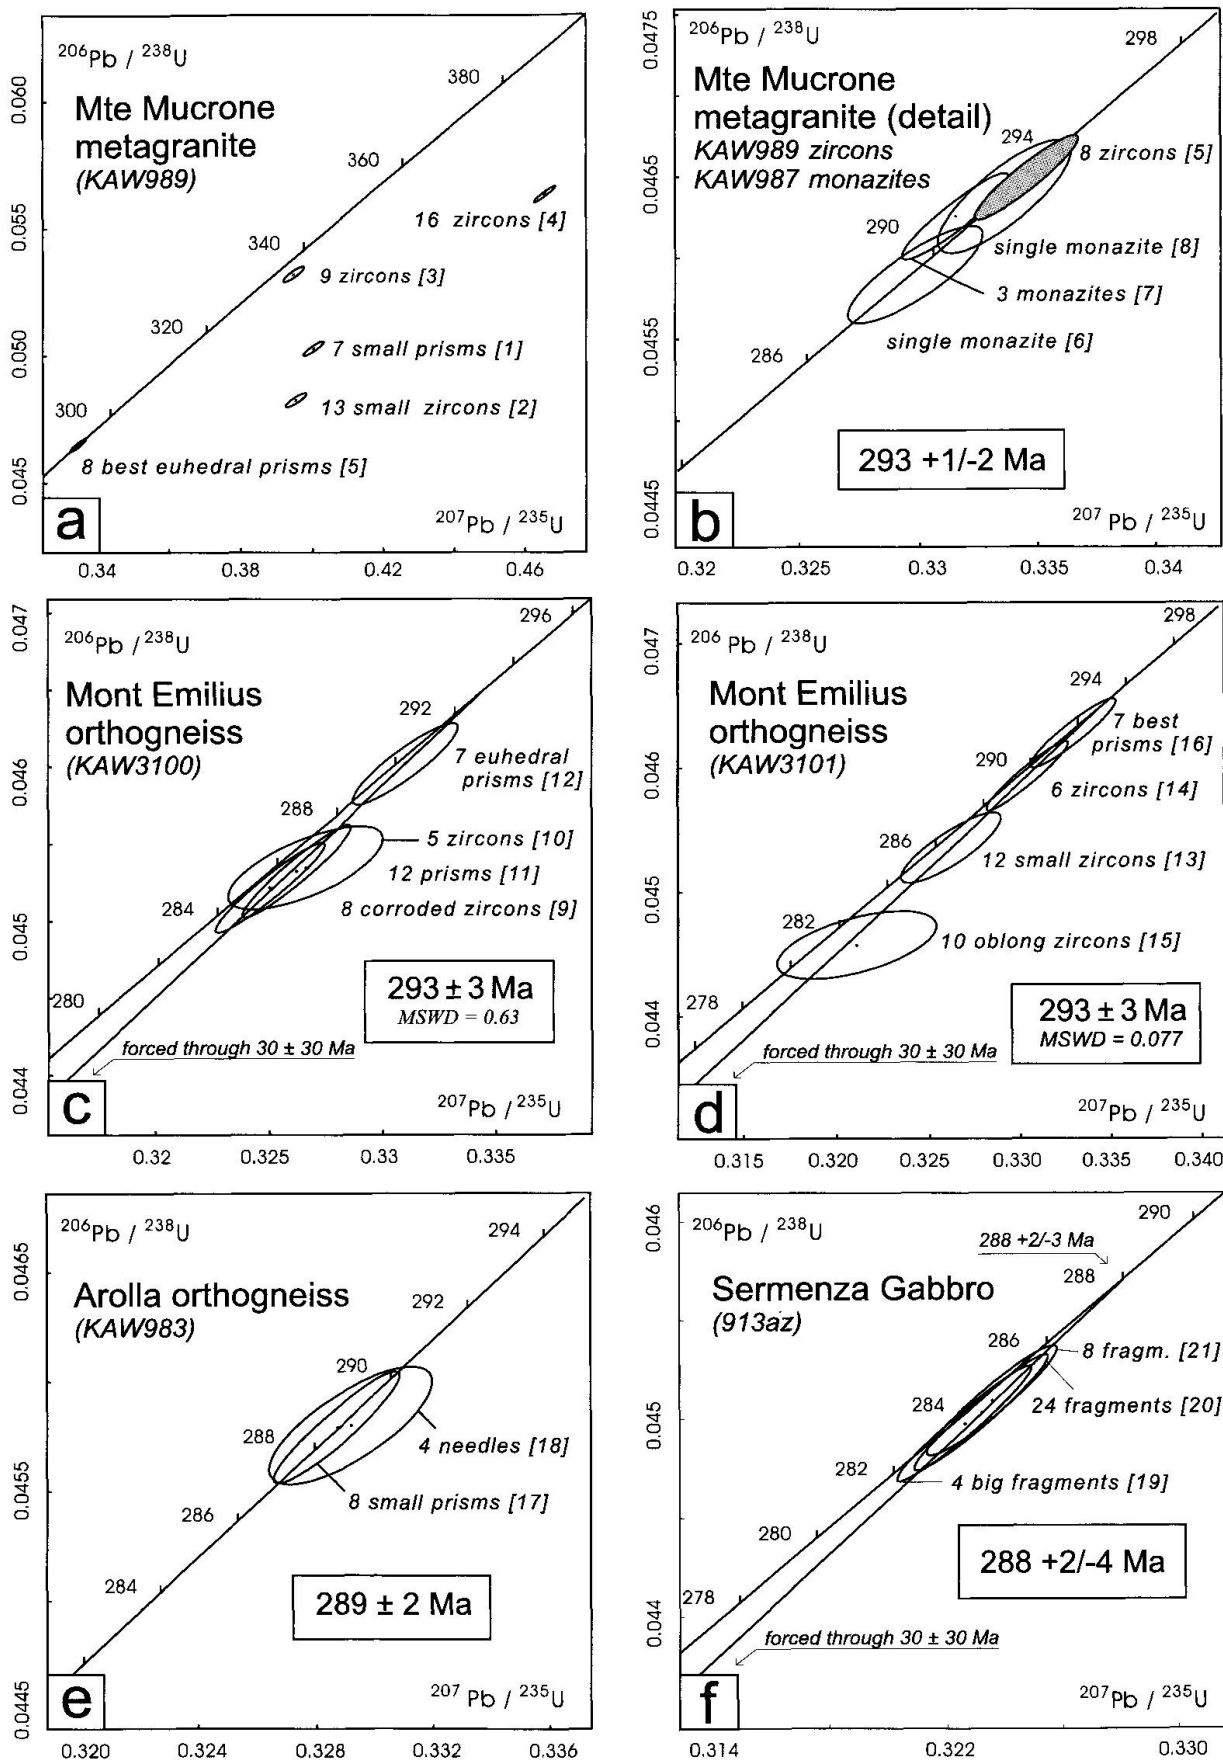 206Pb / 238U
Mte Mucrone
metagranite
(KAW989)
380
360
16 zircons [4]
340
9 zircons [3]
320
7 small prisms [1]
13 small zircons [2]
300
8 best euhedral prisms [5]
0.060
0.055
0.050
0.045
a
207Pb / 235U
0.34 0.38 0.42 0.46
206Pb / 238U
298
Mte Mucrone
metagranite (detail)
KAW989 zircons
KAW987 monazites
294
8 zircons [5]
290
single monazite [8]
3 monazites [7]
single monazite [6]
286
293 +1/-2 Ma
0.0475
0.0465
0.0455
0.0445
b
207Pb / 235U
0.32 0.325 0.33 0.335 0.34
206Pb / 238U
296
Mont Emilius
orthogneiss
(KAW3100)
292
7 euhedral
prisms [12]
288
5 zircons [10]
12 prisms [11]
8 corroded zircons [9]
284
293 ± 3 Ma
MSWD = 0.63
280
forced through 30 ± 30 Ma
0.047
0.046
0.045
0.044
c
207Pb / 235U
0.32 0.325 0.33 0.335
206Pb / 238U
298
Mont Emilius
orthogneiss
(KAW3101)
294
7 best
prisms [16]
290
6 zircons [14]
286
12 small zircons [13]
282
10 oblong zircons [15]
278
293 ± 3 Ma
MSWD = 0.077
forced through 30 ± 30 Ma
0.047
0.046
0.045
0.044
d
207Pb / 235U
0.315 0.320 0.325 0.330 0.335 0.340
206Pb / 238U
294
Arolla orthogneiss
(KAW983)
292
290
288
4 needles [18]
8 small prisms [17]
286
284
289 ± 2 Ma
0.0465
0.0455
0.0445
e
207Pb / 235U
0.320 0.324 0.328 0.332 0.336
206Pb / 238U
290
288 +2/-3 Ma
288
Sermenza Gabbro
(913az)
286
8 fragm. [21]
284
24 fragments [20]
282
4 big fragments [19]
280
288 +2/-4 Ma
278
forced through 30 ± 30 Ma
0.046
0.045
0.044
f
207Pb / 235U
0.314 0.322 0.330